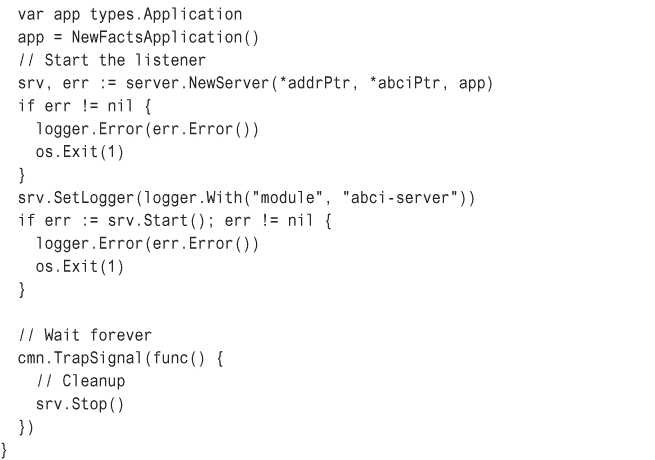 var app types.Application
  app = NewFactsApplication()
  // Start the listener
  srv, err := server.NewServer(*addrPtr, *abciPtr, app)
  if err != nil {
    logger.Error(err.Error())
    os.Exit(1)
  }
  srv.SetLogger(logger.With("module", "abci-server"))
  if err := srv.Start(); err != nil {
    logger.Error(err.Error())
    os.Exit(1)
  }

  // Wait forever
  cmn.TrapSignal(func() {
    // Cleanup
    srv.Stop()
  })
}